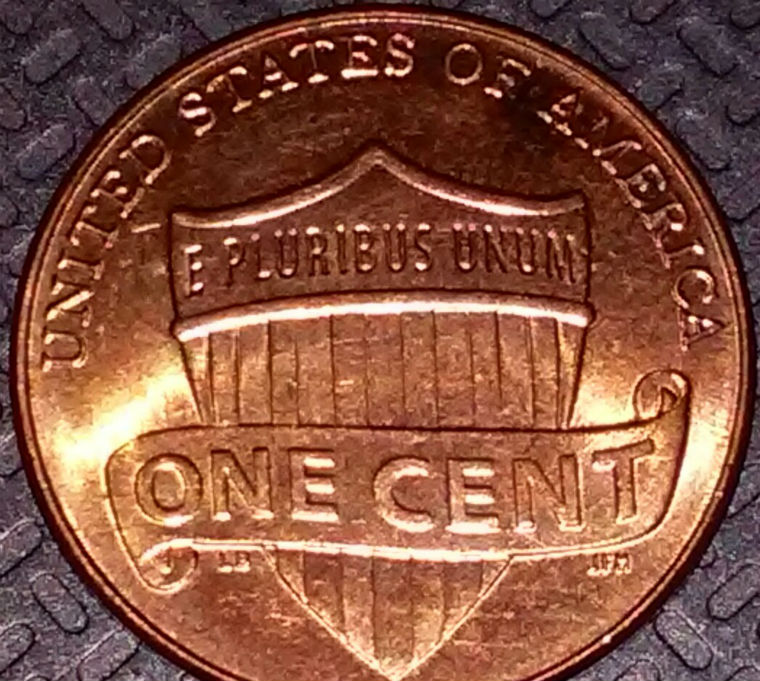 UNITED STATES OF AMERICA
E PLURIBUS UNUM
ONE CENT
LB JFM